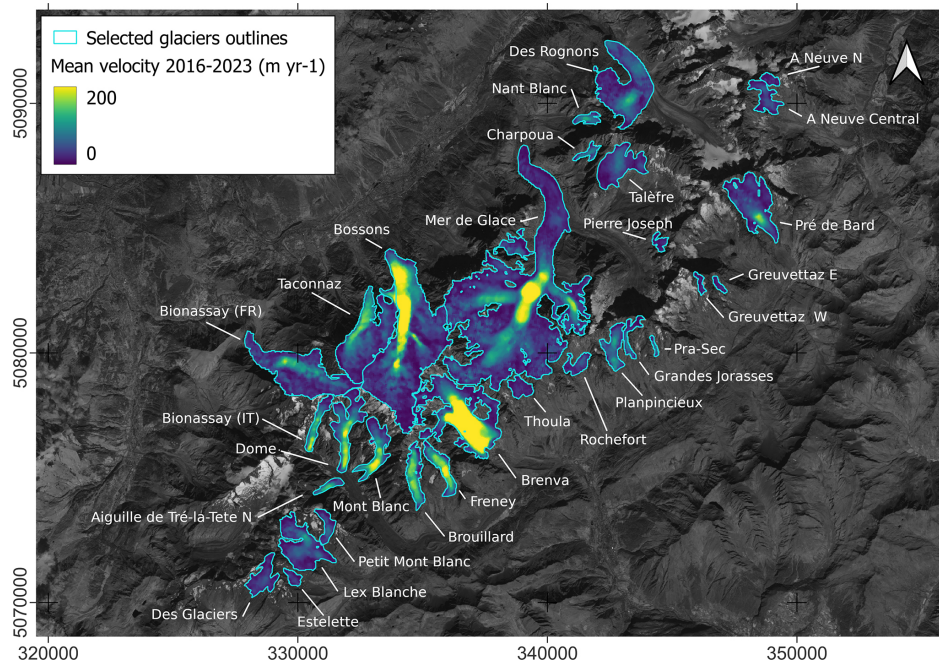 Selected glaciers outlines
Mean velocity 2016-2023 (m yr-1)
200
0
Des Rognons
Nant Blanc
Charpoua
A Neuve N
A Neuve Central
Talèfre
Mer de Glace
Pierre Joseph
Pré de Bard
Bossons
Taconnaz
Greuvettaz E
Greuvettaz W
Bionassay (FR)
Pra-Sec
Grandes Jorasses
Planpincieux
Thoula
Rochefort
Bionassay (IT)
Dome
Brenva
Mont Blanc
Freney
Aiguille de Tré-la-Tete N
Brouillard
Petit Mont Blanc
Lex Blanche
Des Glaciers
Estelette
5090000
5080000
5070000
320000
330000
340000
350000